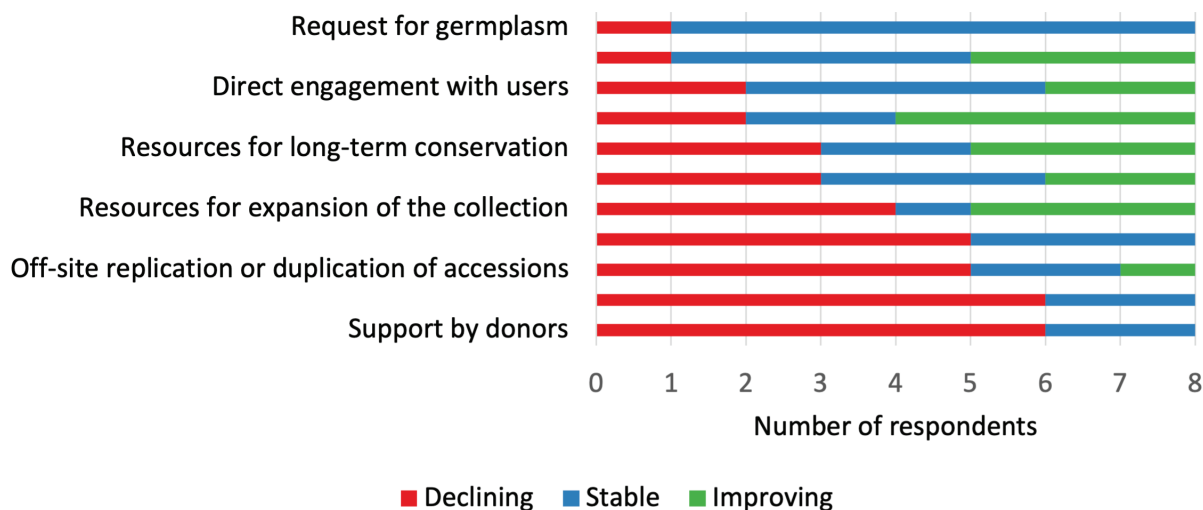 Request for germplasm
Direct engagement with users
Resources for long-term conservation
Resources for expansion of the collection
Off-site replication or duplication of accessions
Support by donors
0 1 2 3 4 5 6 7 8
Number of respondents
Declining Stable Improving